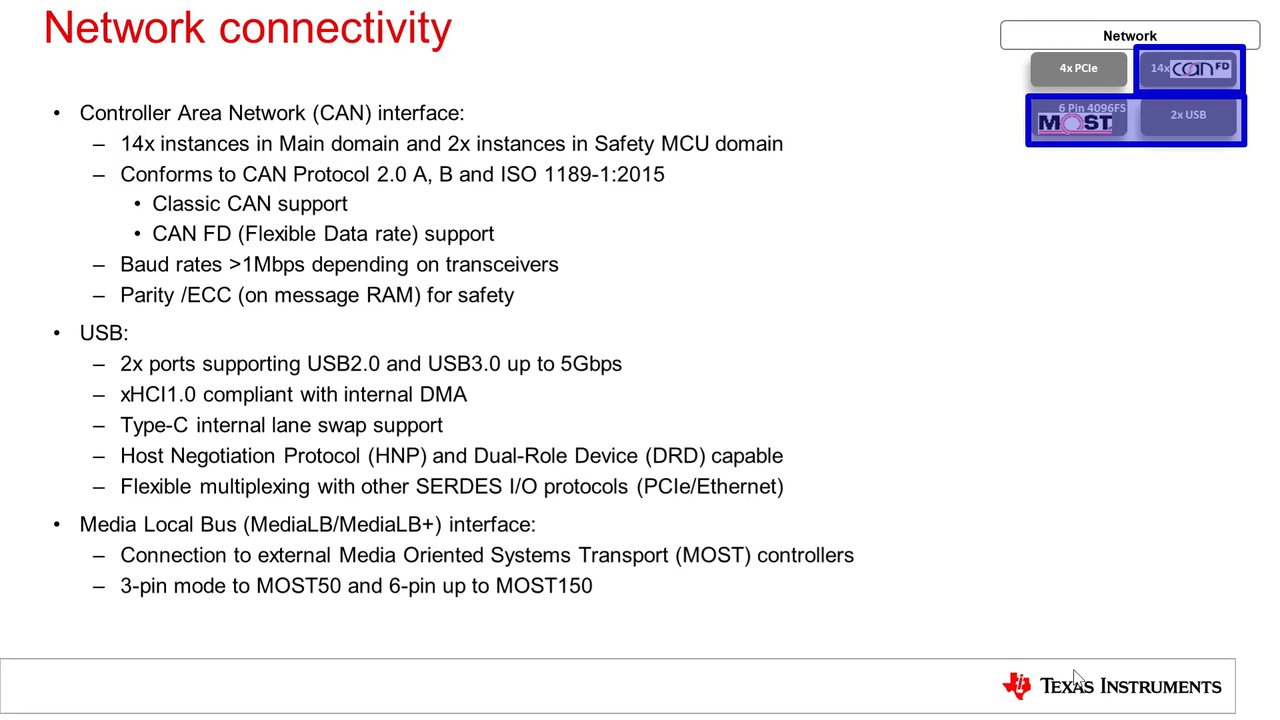 Network connectivity
Network
4x PCIe
14x CAN FD
6 Pin 4096FS
MOST
2x USB
• Controller Area Network (CAN) interface:
– 14x instances in Main domain and 2x instances in Safety MCU domain
– Conforms to CAN Protocol 2.0 A, B and ISO 1189-1:2015
• Classic CAN support
• CAN FD (Flexible Data rate) support
– Baud rates >1Mbps depending on transceivers
– Parity /ECC (on message RAM) for safety
• USB:
– 2x ports supporting USB2.0 and USB3.0 up to 5Gbps
– xHCI1.0 compliant with internal DMA
– Type-C internal lane swap support
– Host Negotiation Protocol (HNP) and Dual-Role Device (DRD) capable
– Flexible multiplexing with other SERDES I/O protocols (PCIe/Ethernet)
• Media Local Bus (MediaLB/MediaLB+) interface:
– Connection to external Media Oriented Systems Transport (MOST) controllers
– 3-pin mode to MOST50 and 6-pin up to MOST150
TEXAS INSTRUMENTS